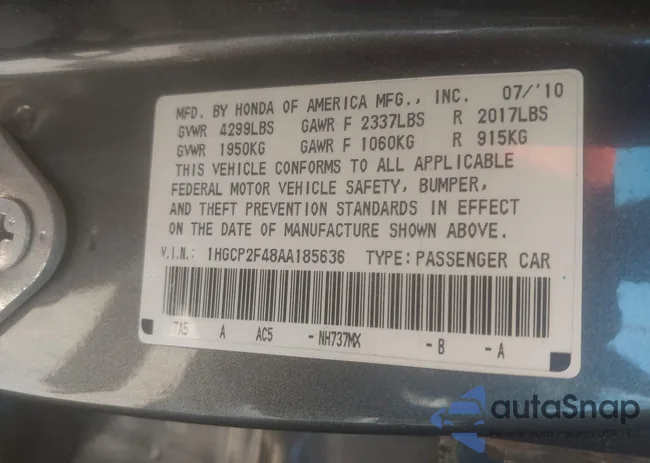 MFD. BY HONDA OF AMERICA MFG., INC. 07/'10
GVWR 4299LBS GAWR F 2337LBS R 2017LBS
GVWR 1950KG GAWR F 1060KG R 915KG
THIS VEHICLE CONFORMS TO ALL APPLICABLE
FEDERAL MOTOR VEHICLE SAFETY, BUMPER,
AND THEFT PREVENTION STANDARDS IN EFFECT
ON THE DATE OF MANUFACTURE SHOWN ABOVE.
V.I.N.: 1HGCP2F48AA185636 TYPE: PASSENGER CAR
TA5 A AC5 - NH737MX - B - A
autaSnap